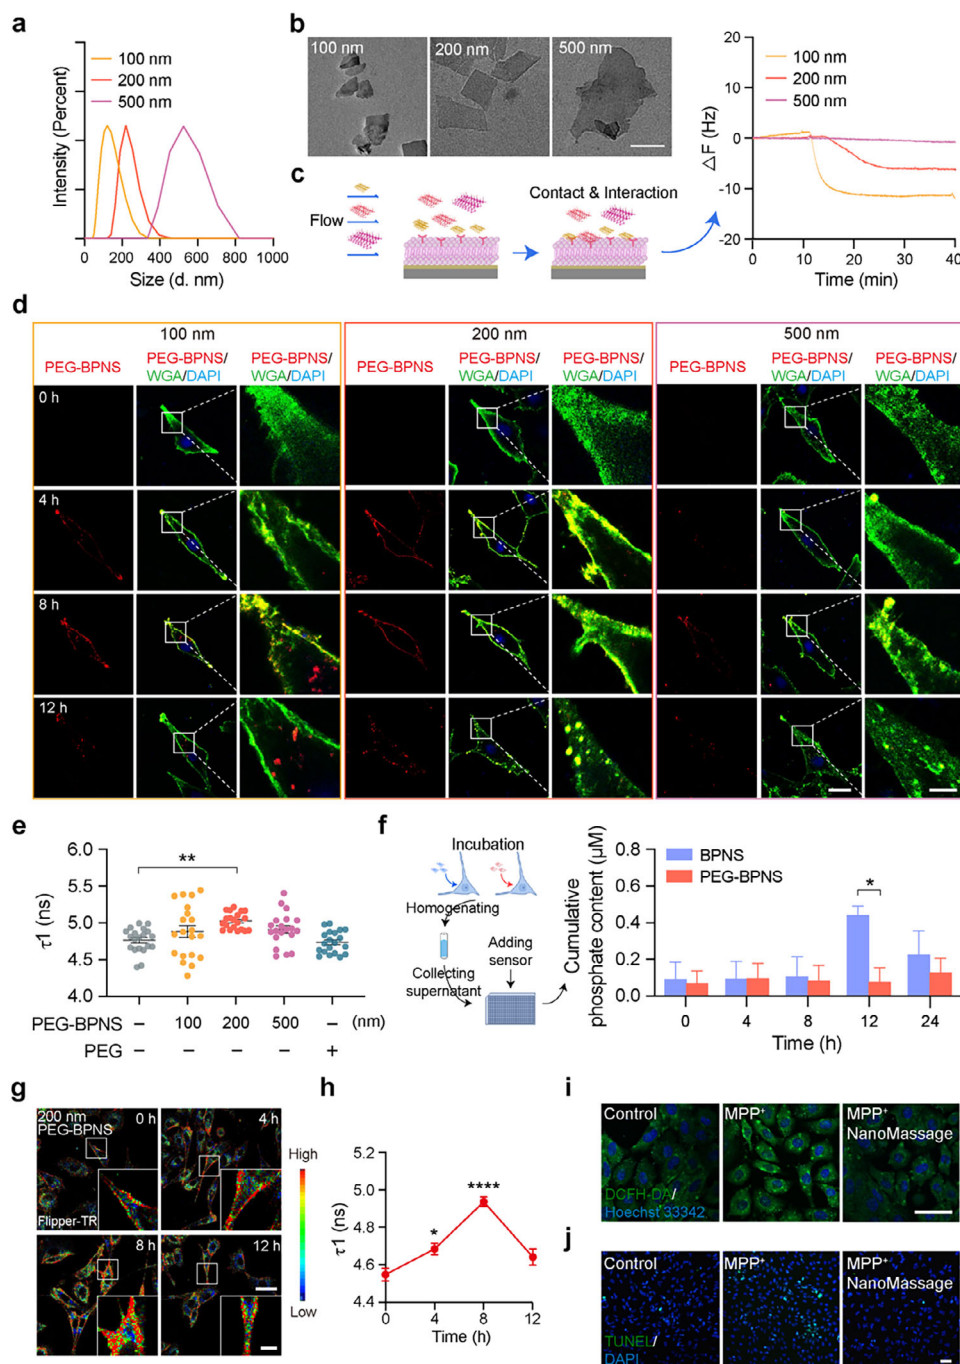 a
100 nm
200 nm
500 nm
Intensity (Percent)
0 200 400 600 800 1000
Size (d. nm)
b
100 nm
200 nm
500 nm
20
10
0
-10
-20
△F (Hz)
100 nm
200 nm
500 nm
0 10 20 30 40
Time (min)
c
Flow
Contact & Interaction
d
100 nm
200 nm
500 nm
PEG-BPNS
PEG-BPNS/
WGA/DAPI
PEG-BPNS/
WGA/DAPI
PEG-BPNS
PEG-BPNS/
WGA/DAPI
PEG-BPNS/
WGA/DAPI
PEG-BPNS
PEG-BPNS/
WGA/DAPI
PEG-BPNS/
WGA/DAPI
0 h
4 h
8 h
12 h
e
6.0
5.5
5.0
4.5
4.0
τ1 (ns)
**
PEG-BPNS – 100 200 500 – (nm)
PEG – – – – +
f
Incubation
Homogenating
Collecting
supernatant
Adding
sensor
Cumulative
phosphate content (μM)
0.8
0.6
0.4
0.2
0.0
BPNS
PEG-BPNS
*
0 4 8 12 24
Time (h)
g
200 nm
PEG-BPNS
0 h
4 h
Flipper-TR
8 h
12 h
High
Low
h
5.2
5.0
4.8
4.6
4.4
τ1 (ns)
*
****
0 4 8 12
Time (h)
i
Control
MPP⁺
MPP⁺
NanoMassage
DCFH-DA/
Hoechst 33342
j
Control
MPP⁺
MPP⁺
NanoMassage
TUNEL/
DAPI